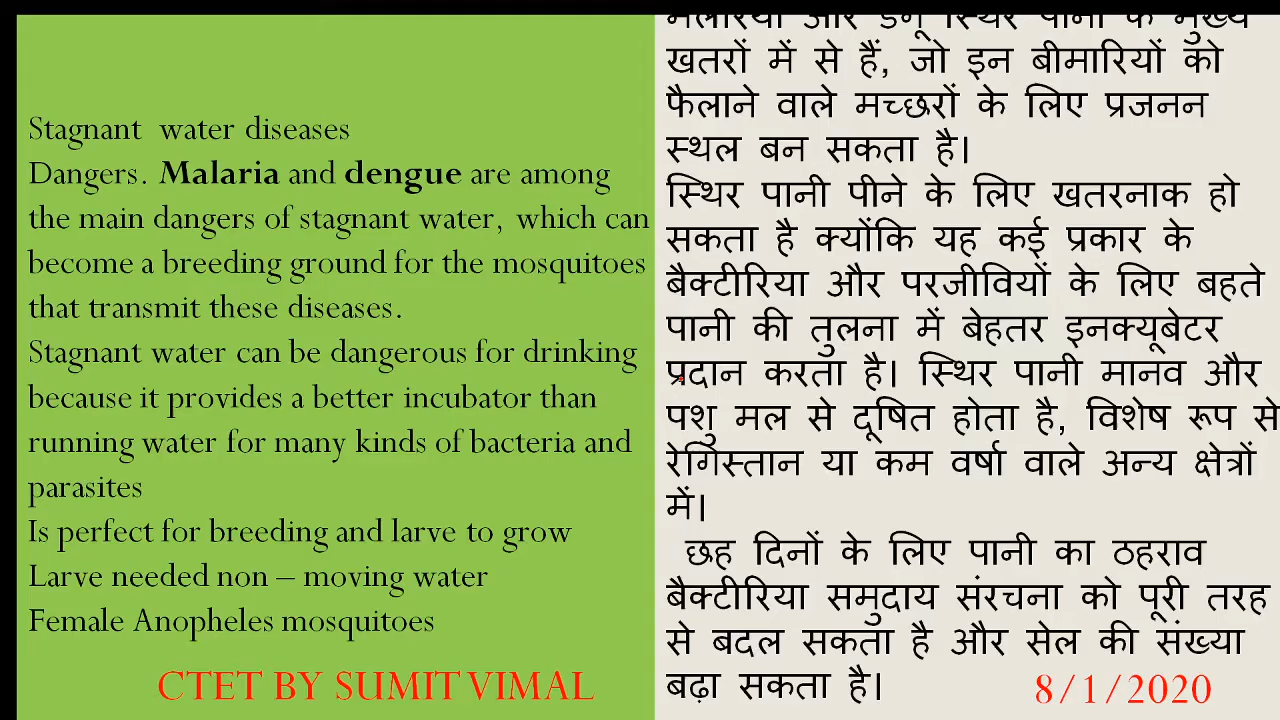 Stagnant water diseases
Dangers. Malaria and dengue are among
the main dangers of stagnant water, which can
become a breeding ground for the mosquitoes
that transmit these diseases.
Stagnant water can be dangerous for drinking
because it provides a better incubator than
running water for many kinds of bacteria and
parasites
Is perfect for breeding and larve to grow
Larve needed non – moving water
Female Anopheles mosquitoes
CTET BY SUMIT VIMAL
मलेरिया और डेंगू स्थिर पानी के मुख्य
खतरों में से हैं, जो इन बीमारियों को
फैलाने वाले मच्छरों के लिए प्रजनन
स्थल बन सकता है।
स्थिर पानी पीने के लिए खतरनाक हो
सकता है क्योंकि यह कई प्रकार के
बैक्टीरिया और परजीवियों के लिए बहते
पानी की तुलना में बेहतर इनक्यूबेटर
प्रदान करता है। स्थिर पानी मानव और
पशु मल से दूषित होता है, विशेष रूप से
रेगिस्तान या कम वर्षा वाले अन्य क्षेत्रों
में।
छह दिनों के लिए पानी का ठहराव
बैक्टीरिया समुदाय संरचना को पूरी तरह
से बदल सकता है और सेल की संख्या
बढ़ा सकता है।
8/1/2020